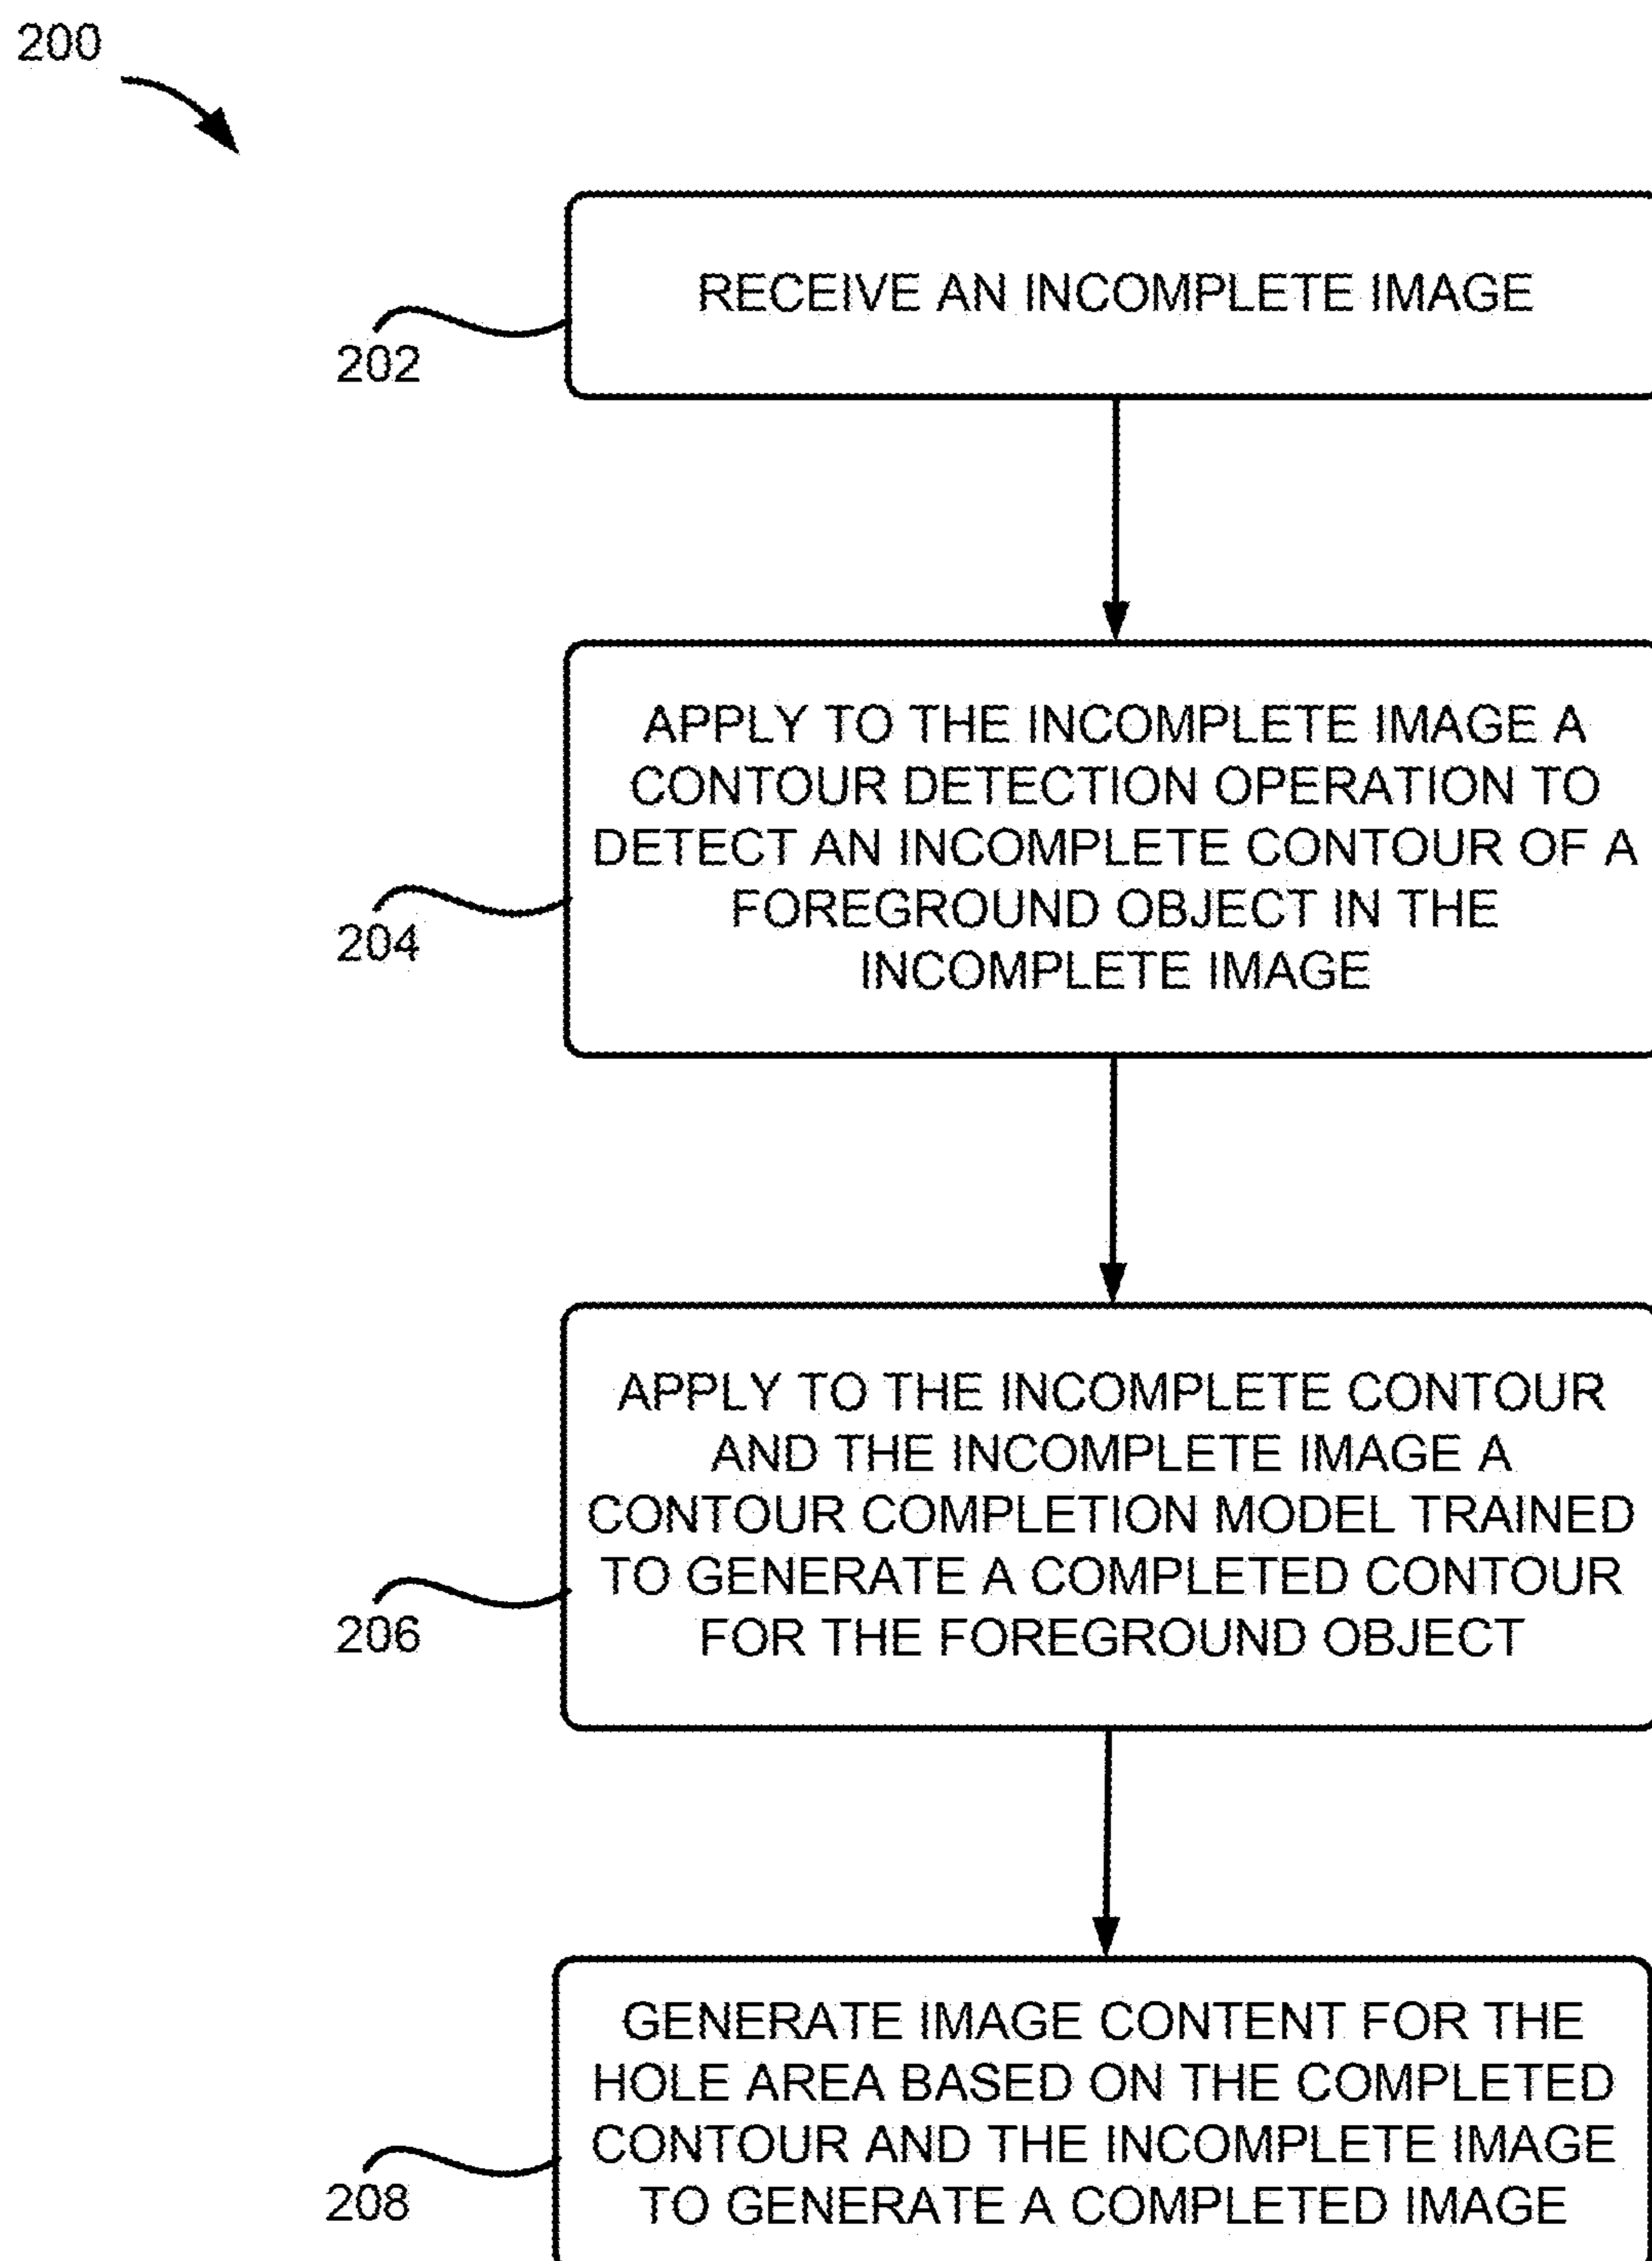 200
RECEIVE AN INCOMPLETE IMAGE
202
APPLY TO THE INCOMPLETE IMAGE A
CONTOUR DETECTION OPERATION TO
DETECT AN INCOMPLETE CONTOUR OF A
FOREGROUND OBJECT IN THE
INCOMPLETE IMAGE
204
APPLY TO THE INCOMPLETE CONTOUR
AND THE INCOMPLETE IMAGE A
CONTOUR COMPLETION MODEL TRAINED
TO GENERATE A COMPLETED CONTOUR
FOR THE FOREGROUND OBJECT
206
GENERATE IMAGE CONTENT FOR THE
HOLE AREA BASED ON THE COMPLETED
CONTOUR AND THE INCOMPLETE IMAGE
TO GENERATE A COMPLETED IMAGE
208